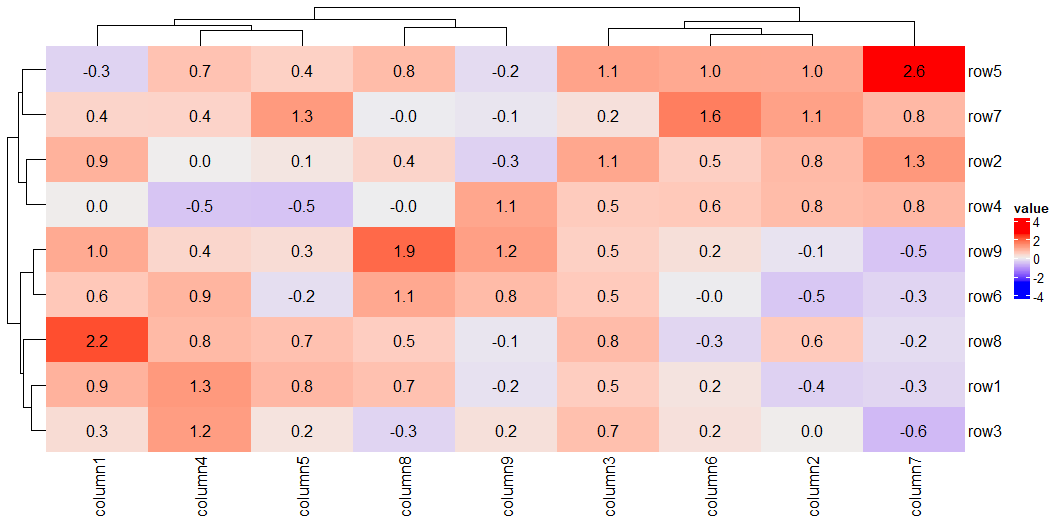 -0.3 0.7 0.4 0.8 -0.2 1.1 1.0 1.0 2.6 row5
0.4 0.4 1.3 -0.0 -0.1 0.2 1.6 1.1 0.8 row7
0.9 0.0 0.1 0.4 -0.3 1.1 0.5 0.8 1.3 row2
0.0 -0.5 -0.5 -0.0 1.1 0.5 0.6 0.8 0.8 row4
1.0 0.4 0.3 1.9 1.2 0.5 0.2 -0.1 -0.5 row9
0.6 0.9 -0.2 1.1 0.8 0.5 -0.0 -0.5 -0.3 row6
2.2 0.8 0.7 0.5 -0.1 0.8 -0.3 0.6 -0.2 row8
0.9 1.3 0.8 0.7 -0.2 0.5 0.2 -0.4 -0.3 row1
0.3 1.2 0.2 -0.3 0.2 0.7 0.2 0.0 -0.6 row3
column1 column4 column5 column8 column9 column3 column6 column2 column7
value
4
2
0
-2
-4